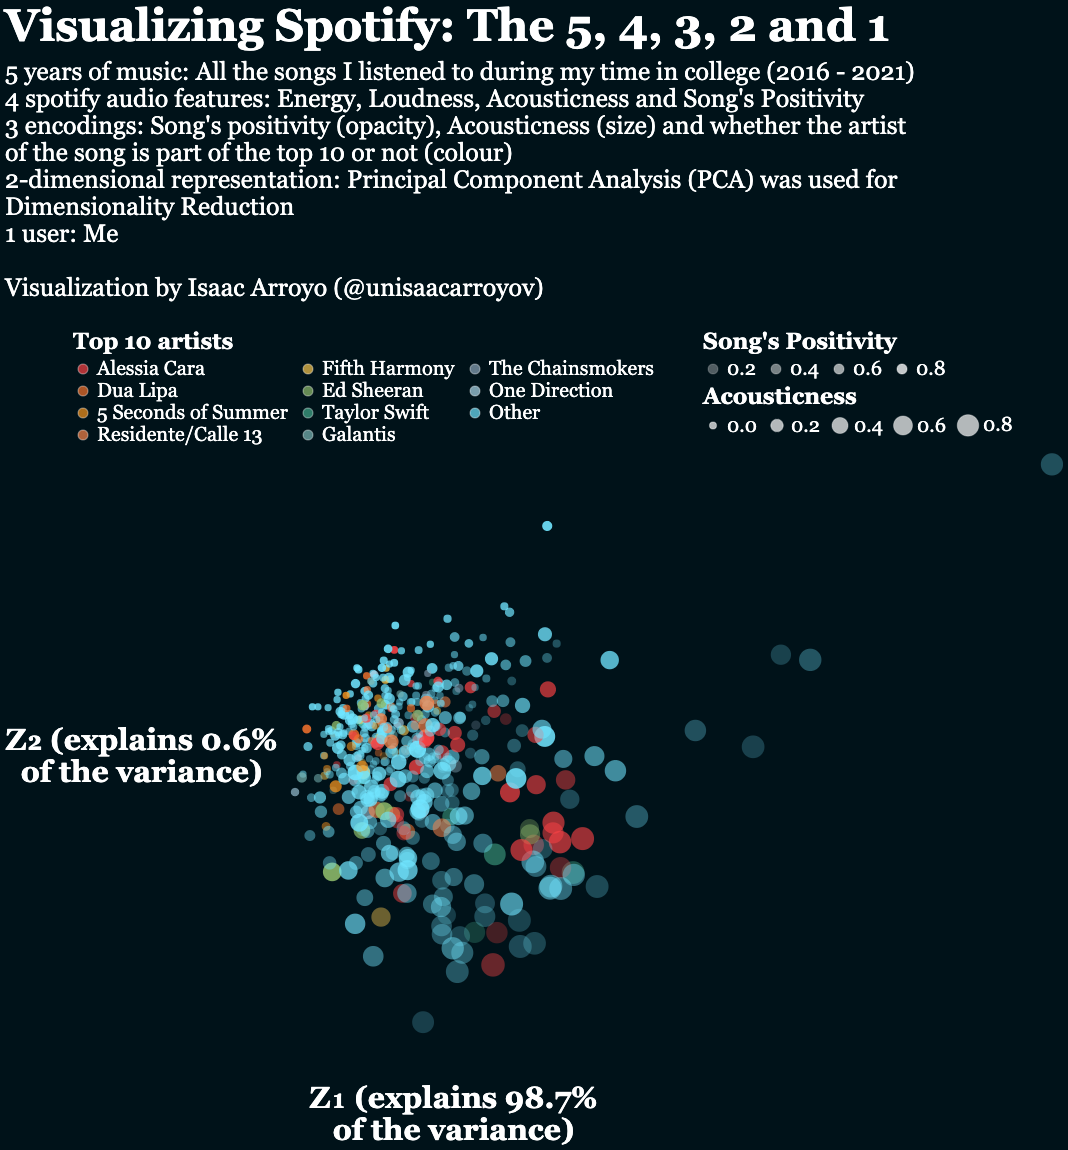 Visualizing Spotify: The 5, 4, 3, 2 and 1
5 years of music: All the songs I listened to during my time in college (2016 - 2021)
4 spotify audio features: Energy, Loudness, Acousticness and Song's Positivity
3 encodings: Song's positivity (opacity), Acousticness (size) and whether the artist
of the song is part of the top 10 or not (colour)
2-dimensional representation: Principal Component Analysis (PCA) was used for
Dimensionality Reduction
1 user: Me
Visualization by Isaac Arroyo (@unisaacarroyov)
Top 10 artists
Alessia Cara
Dua Lipa
5 Seconds of Summer
Residente/Calle 13
Fifth Harmony
Ed Sheeran
Taylor Swift
Galantis
The Chainsmokers
One Direction
Other
Song's Positivity
0.2 0.4 0.6 0.8
Acousticness
0.0 0.2 0.4 0.6 0.8
Z2 (explains 0.6%
of the variance)
Z1 (explains 98.7%
of the variance)